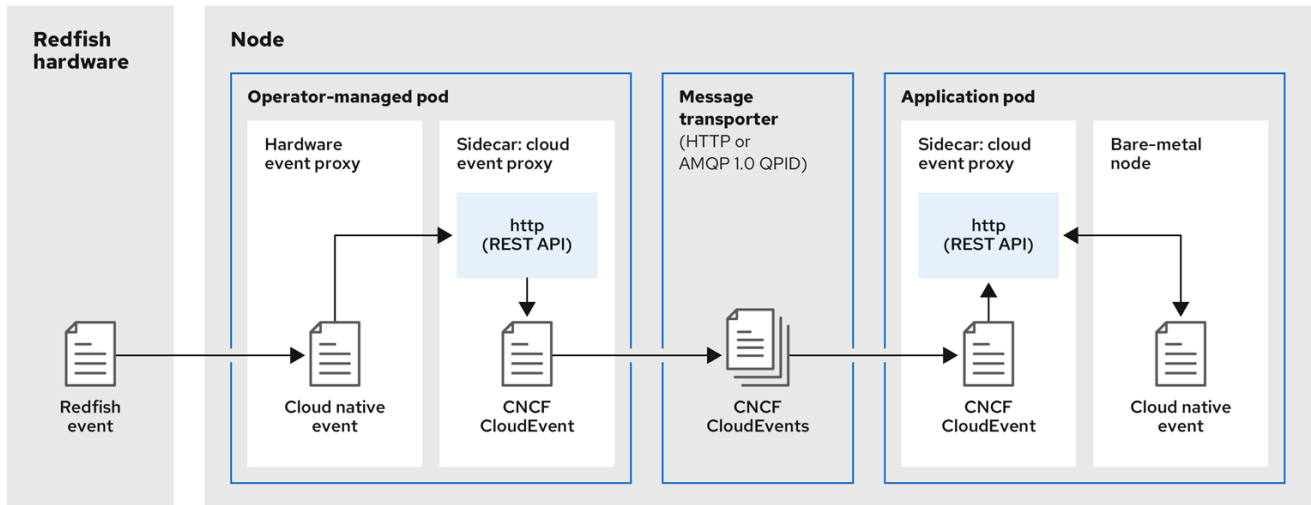 Redfish
hardware
Node
Operator-managed pod
Hardware
event proxy
Sidecar: cloud
event proxy
http
(REST API)
Message
transporter
(HTTP or
AMQP 1.0 QPID)
Application pod
Sidecar: cloud
event proxy
http
(REST API)
Bare-metal
node
Redfish
event
Cloud native
event
CNCF
CloudEvent
CNCF
CloudEvents
CNCF
CloudEvent
Cloud native
event